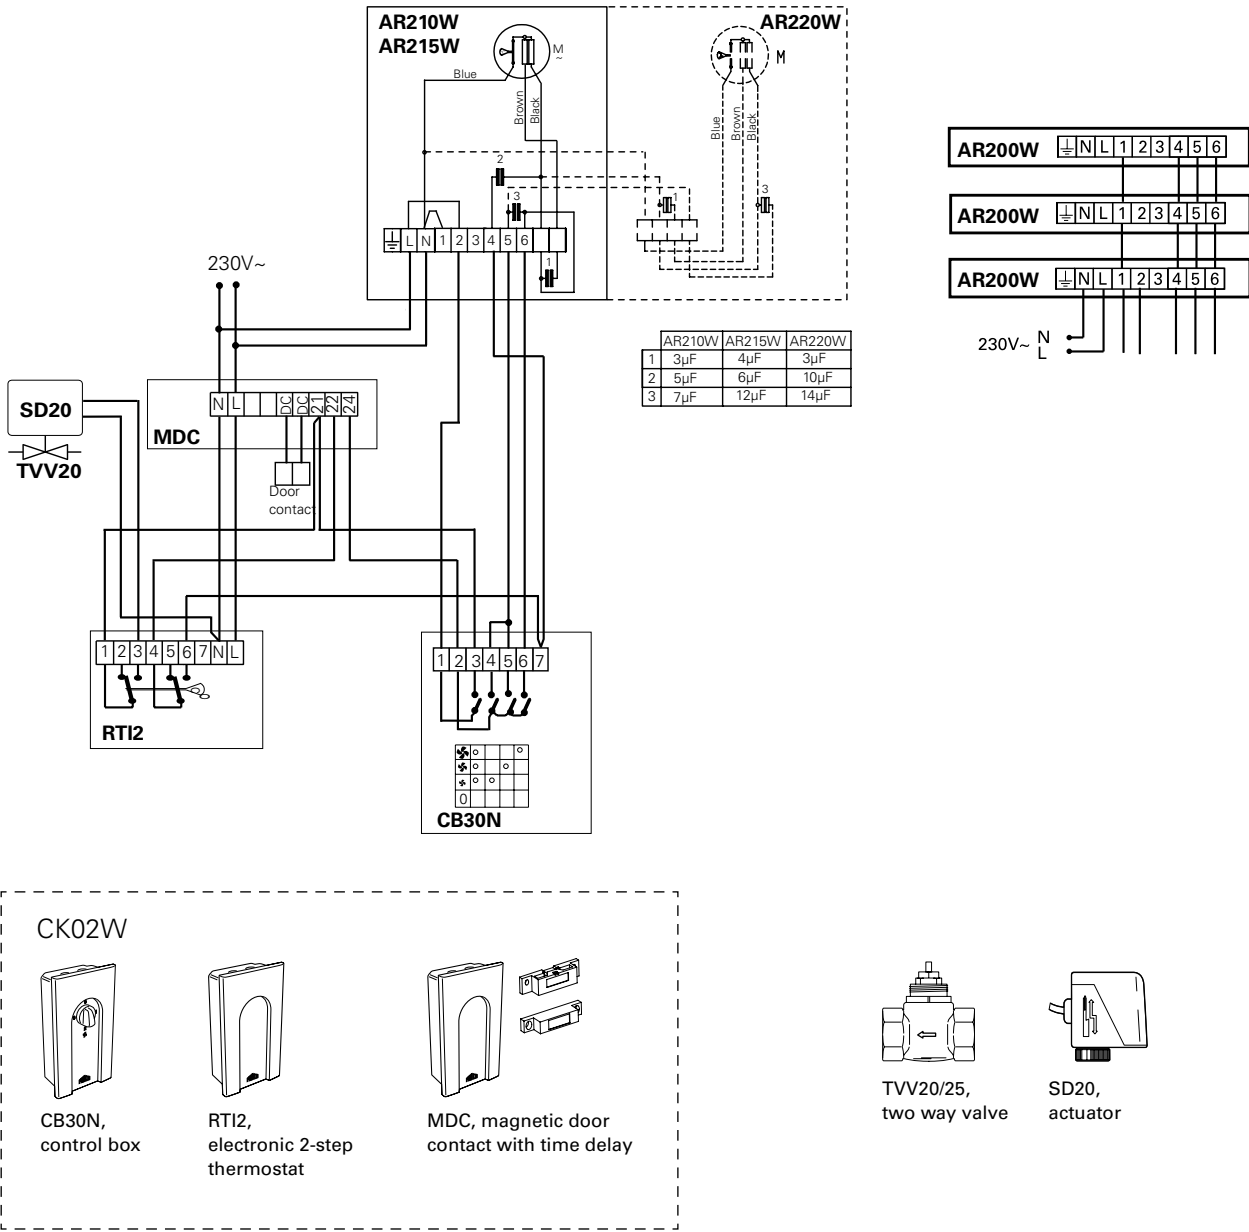 AR210W
AR215W
M
~
Blue
Brown
Black
2
3
L N 1 2 3 4 5 6
1
AR220W
M
Blue
Brown
Black
3
1
AR200W N L 1 2 3 4 5 6
AR200W N L 1 2 3 4 5 6
AR200W N L 1 2 3 4 5 6
230V~ N
L
AR210W AR215W AR220W
1 3µF 4µF 3µF
2 5µF 6µF 10µF
3 7µF 12µF 14µF
230V~
SD20
TVV20
N L DC DC 21 22 24
MDC
Door
contact
1 2 3 4 5 6 7 N L
RTI2
1 2 3 4 5 6 7
0
CB30N
CK02W
CB30N,
control box
RTI2,
electronic 2-step
thermostat
MDC, magnetic door
contact with time delay
TVV20/25,
two way valve
SD20,
actuator